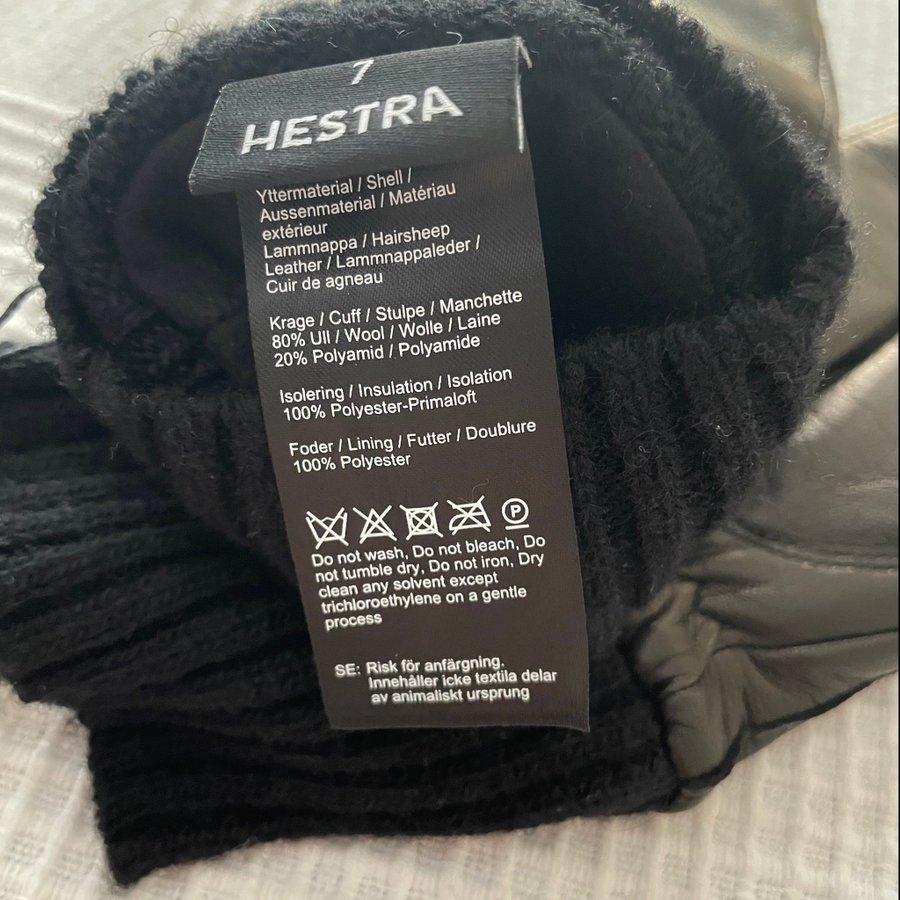 7
HESTRA
Yttermaterial / Shell /
Aussenmaterial / Matériau
extérieur
Lammnappa / Hairsheep
Leather / Lammnappaleder /
Cuir de agneau
Krage / Cuff / Stulpe / Manchette
80% Ull / Wool / Wolle / Laine
20% Polyamid / Polyamide
Isolering / Insulation / Isolation
100% Polyester-Primaloft
Foder / Lining / Futter / Doublure
100% Polyester
P
Do not wash, Do not bleach, Do
not tumble dry, Do not iron, Dry
clean any solvent except
trichloroethylene on a gentle
process
SE: Risk för anfärgning.
Innehåller icke textila delar
av animaliskt ursprung